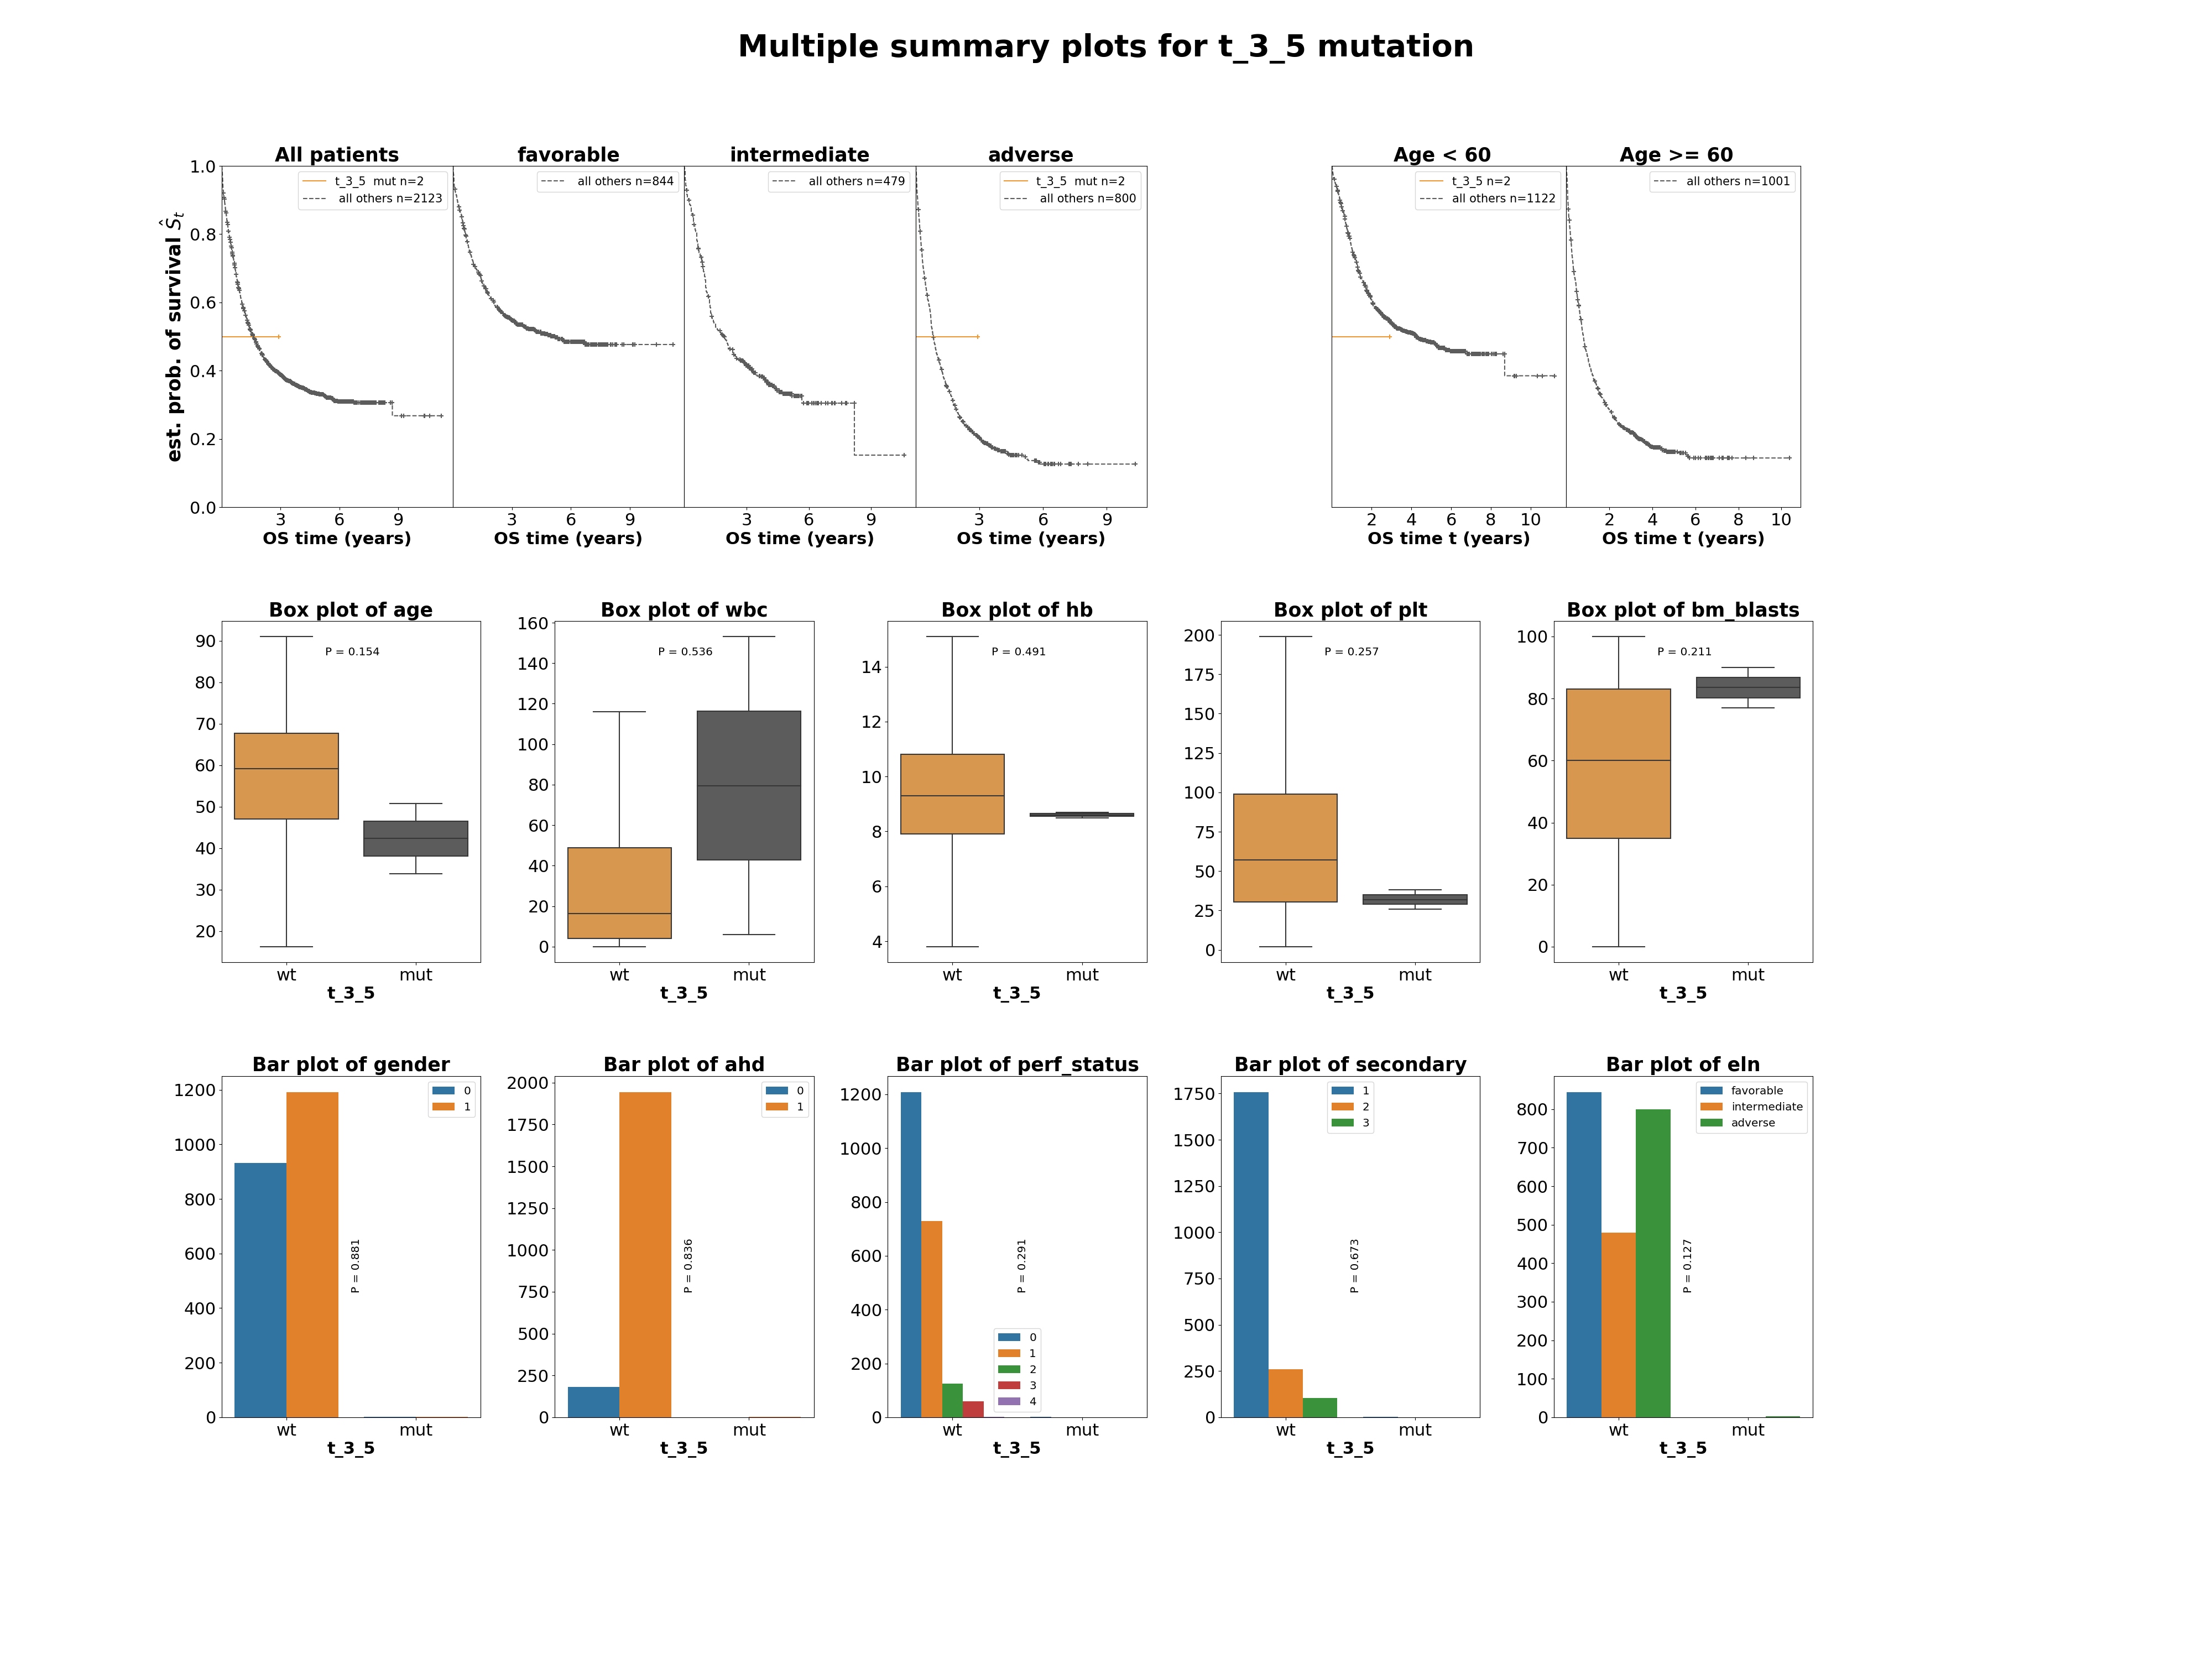 Multiple summary plots for t_3_5 mutation
All patients
favorable
intermediate
adverse
Age < 60
Age >= 60
est. prob. of survival Ŝt
1.0
0.8
0.6
0.4
0.2
0.0
t_3_5 mut n=2
all others n=2123
3 6 9
OS time (years)
all others n=844
3 6 9
OS time (years)
all others n=479
3 6 9
OS time (years)
t_3_5 mut n=2
all others n=800
3 6 9
OS time (years)
t_3_5 n=2
all others n=1122
2 4 6 8 10
OS time t (years)
all others n=1001
2 4 6 8 10
OS time t (years)
Box plot of age
P = 0.154
90
80
70
60
50
40
30
20
wt mut
t_3_5
Box plot of wbc
P = 0.536
160
140
120
100
80
60
40
20
0
wt mut
t_3_5
Box plot of hb
P = 0.491
14
12
10
8
6
4
wt mut
t_3_5
Box plot of plt
P = 0.257
200
175
150
125
100
75
50
25
0
wt mut
t_3_5
Box plot of bm_blasts
P = 0.211
100
80
60
40
20
0
wt mut
t_3_5
Bar plot of gender
0
1
P = 0.881
1200
1000
800
600
400
200
0
wt mut
t_3_5
Bar plot of ahd
0
1
P = 0.836
2000
1750
1500
1250
1000
750
500
250
0
wt mut
t_3_5
Bar plot of perf_status
P = 0.291
0
1
2
3
4
1200
1000
800
600
400
200
0
wt mut
t_3_5
Bar plot of secondary
1
2
3
P = 0.673
1750
1500
1250
1000
750
500
250
0
wt mut
t_3_5
Bar plot of eln
favorable
intermediate
adverse
P = 0.127
800
700
600
500
400
300
200
100
0
wt mut
t_3_5